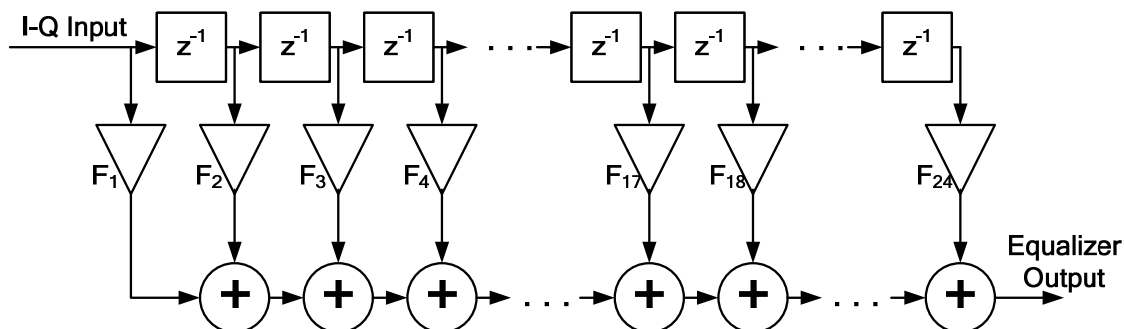 I-Q Input
z⁻¹ z⁻¹ z⁻¹ . . . z⁻¹ z⁻¹ . . . z⁻¹
F₁ F₂ F₃ F₄ F₁₇ F₁₈ F₂₄
+ + + . . . + + . . . +
Equalizer
Output